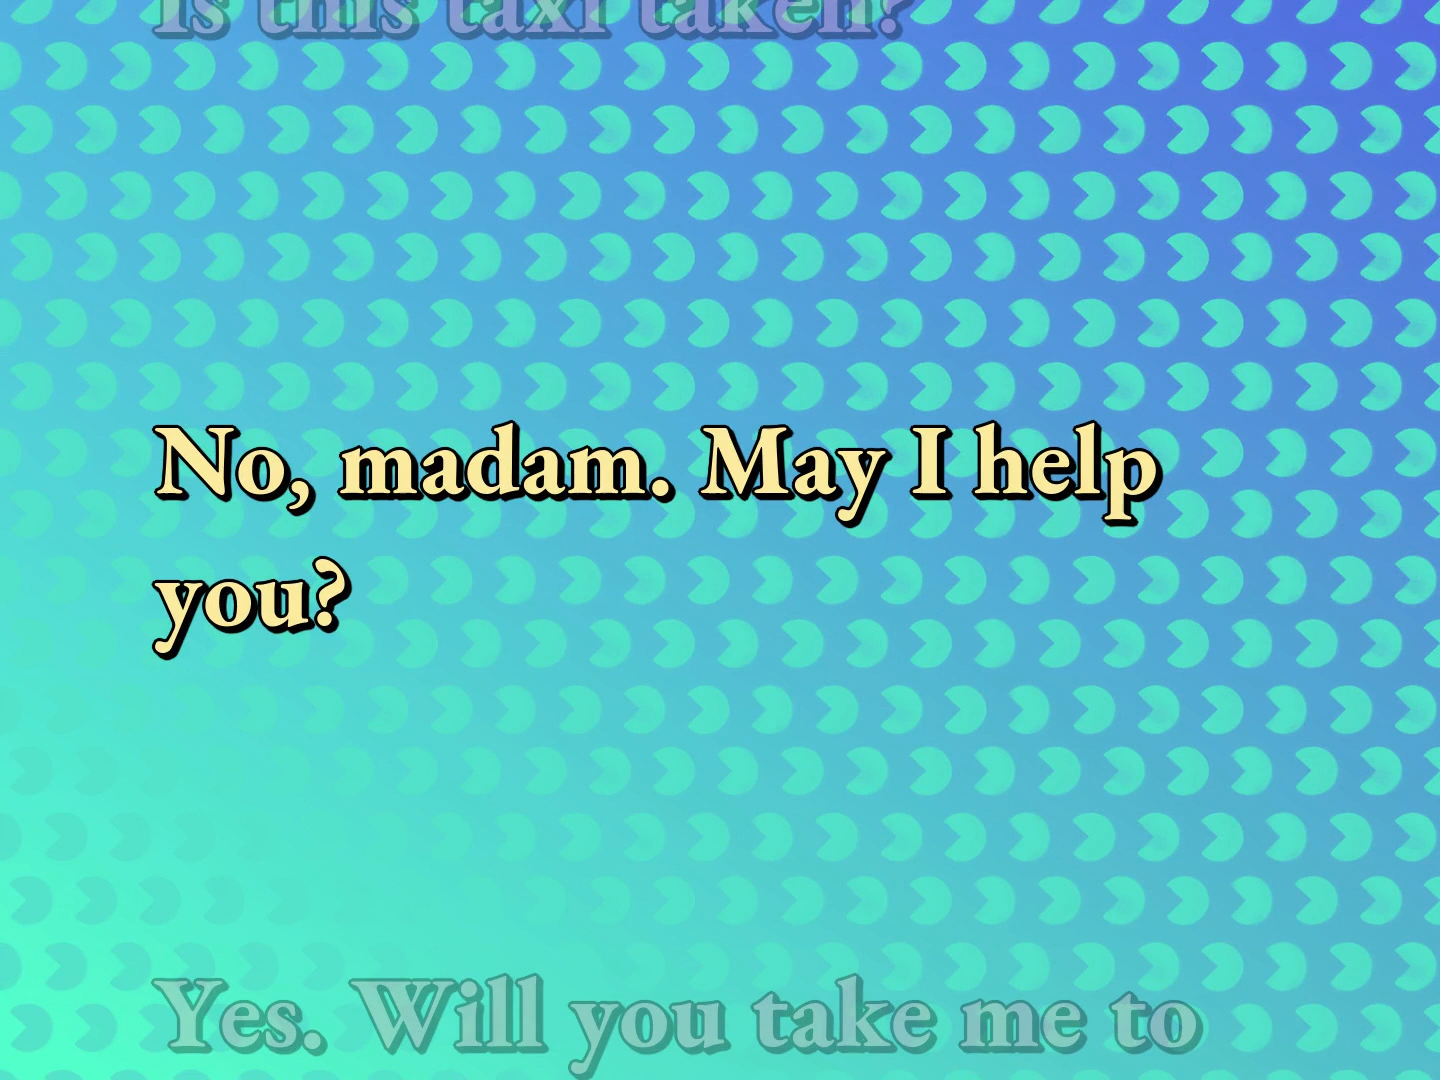 Is this taxi taken?
No, madam. May I help
you?
Yes. Will you take me to